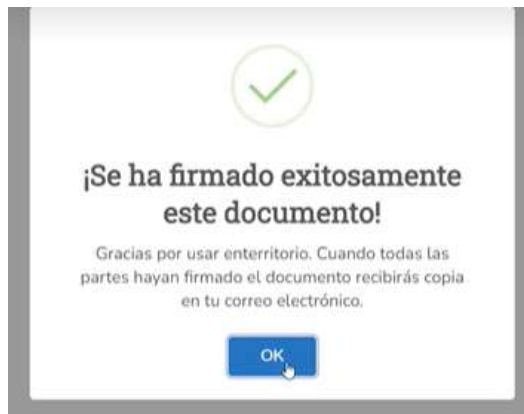 ¡Se ha firmado exitosamente
este documento!
Gracias por usar enterritorio. Cuando todas las
partes hayan firmado el documento recibirás copia
en tu correo electrónico.
OK